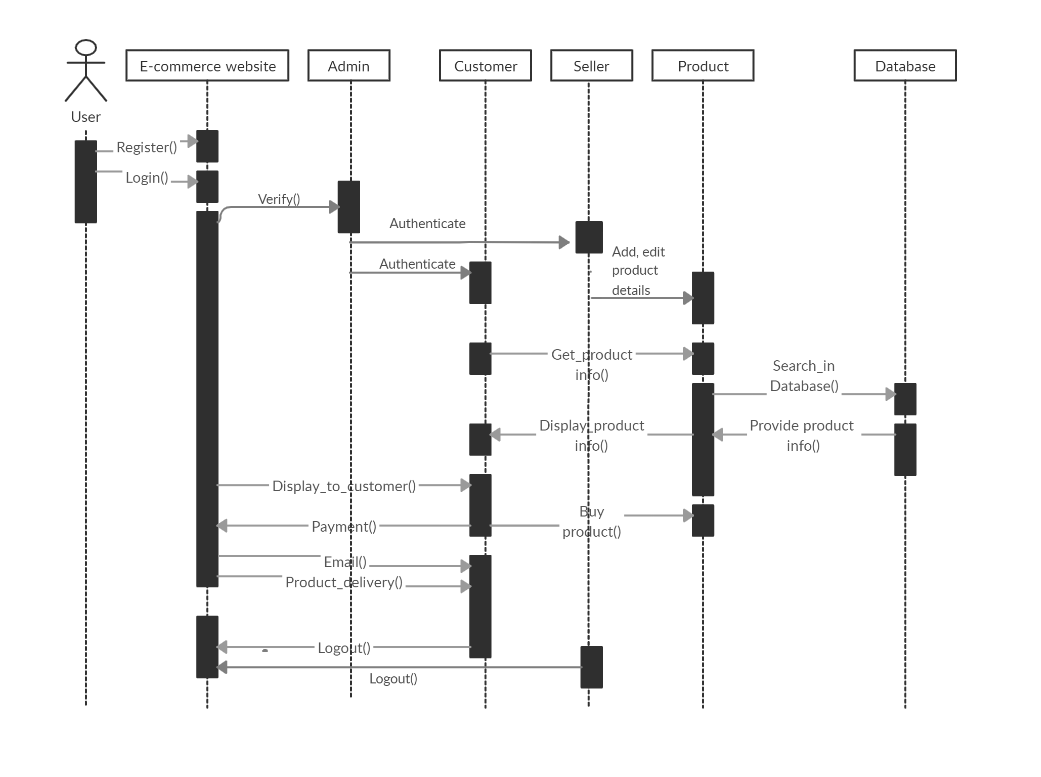 E-commerce website
Admin
Customer
Seller
Product
Database
User
Register()
Login()
Verify()
Authenticate
Authenticate
Add, edit
product
details
Get_product
info()
Search_in
Database()
Display_product
info()
Provide product
info()
Display_to_customer()
Buy
product()
Payment()
Email()
Product_delivery()
Logout()
Logout()